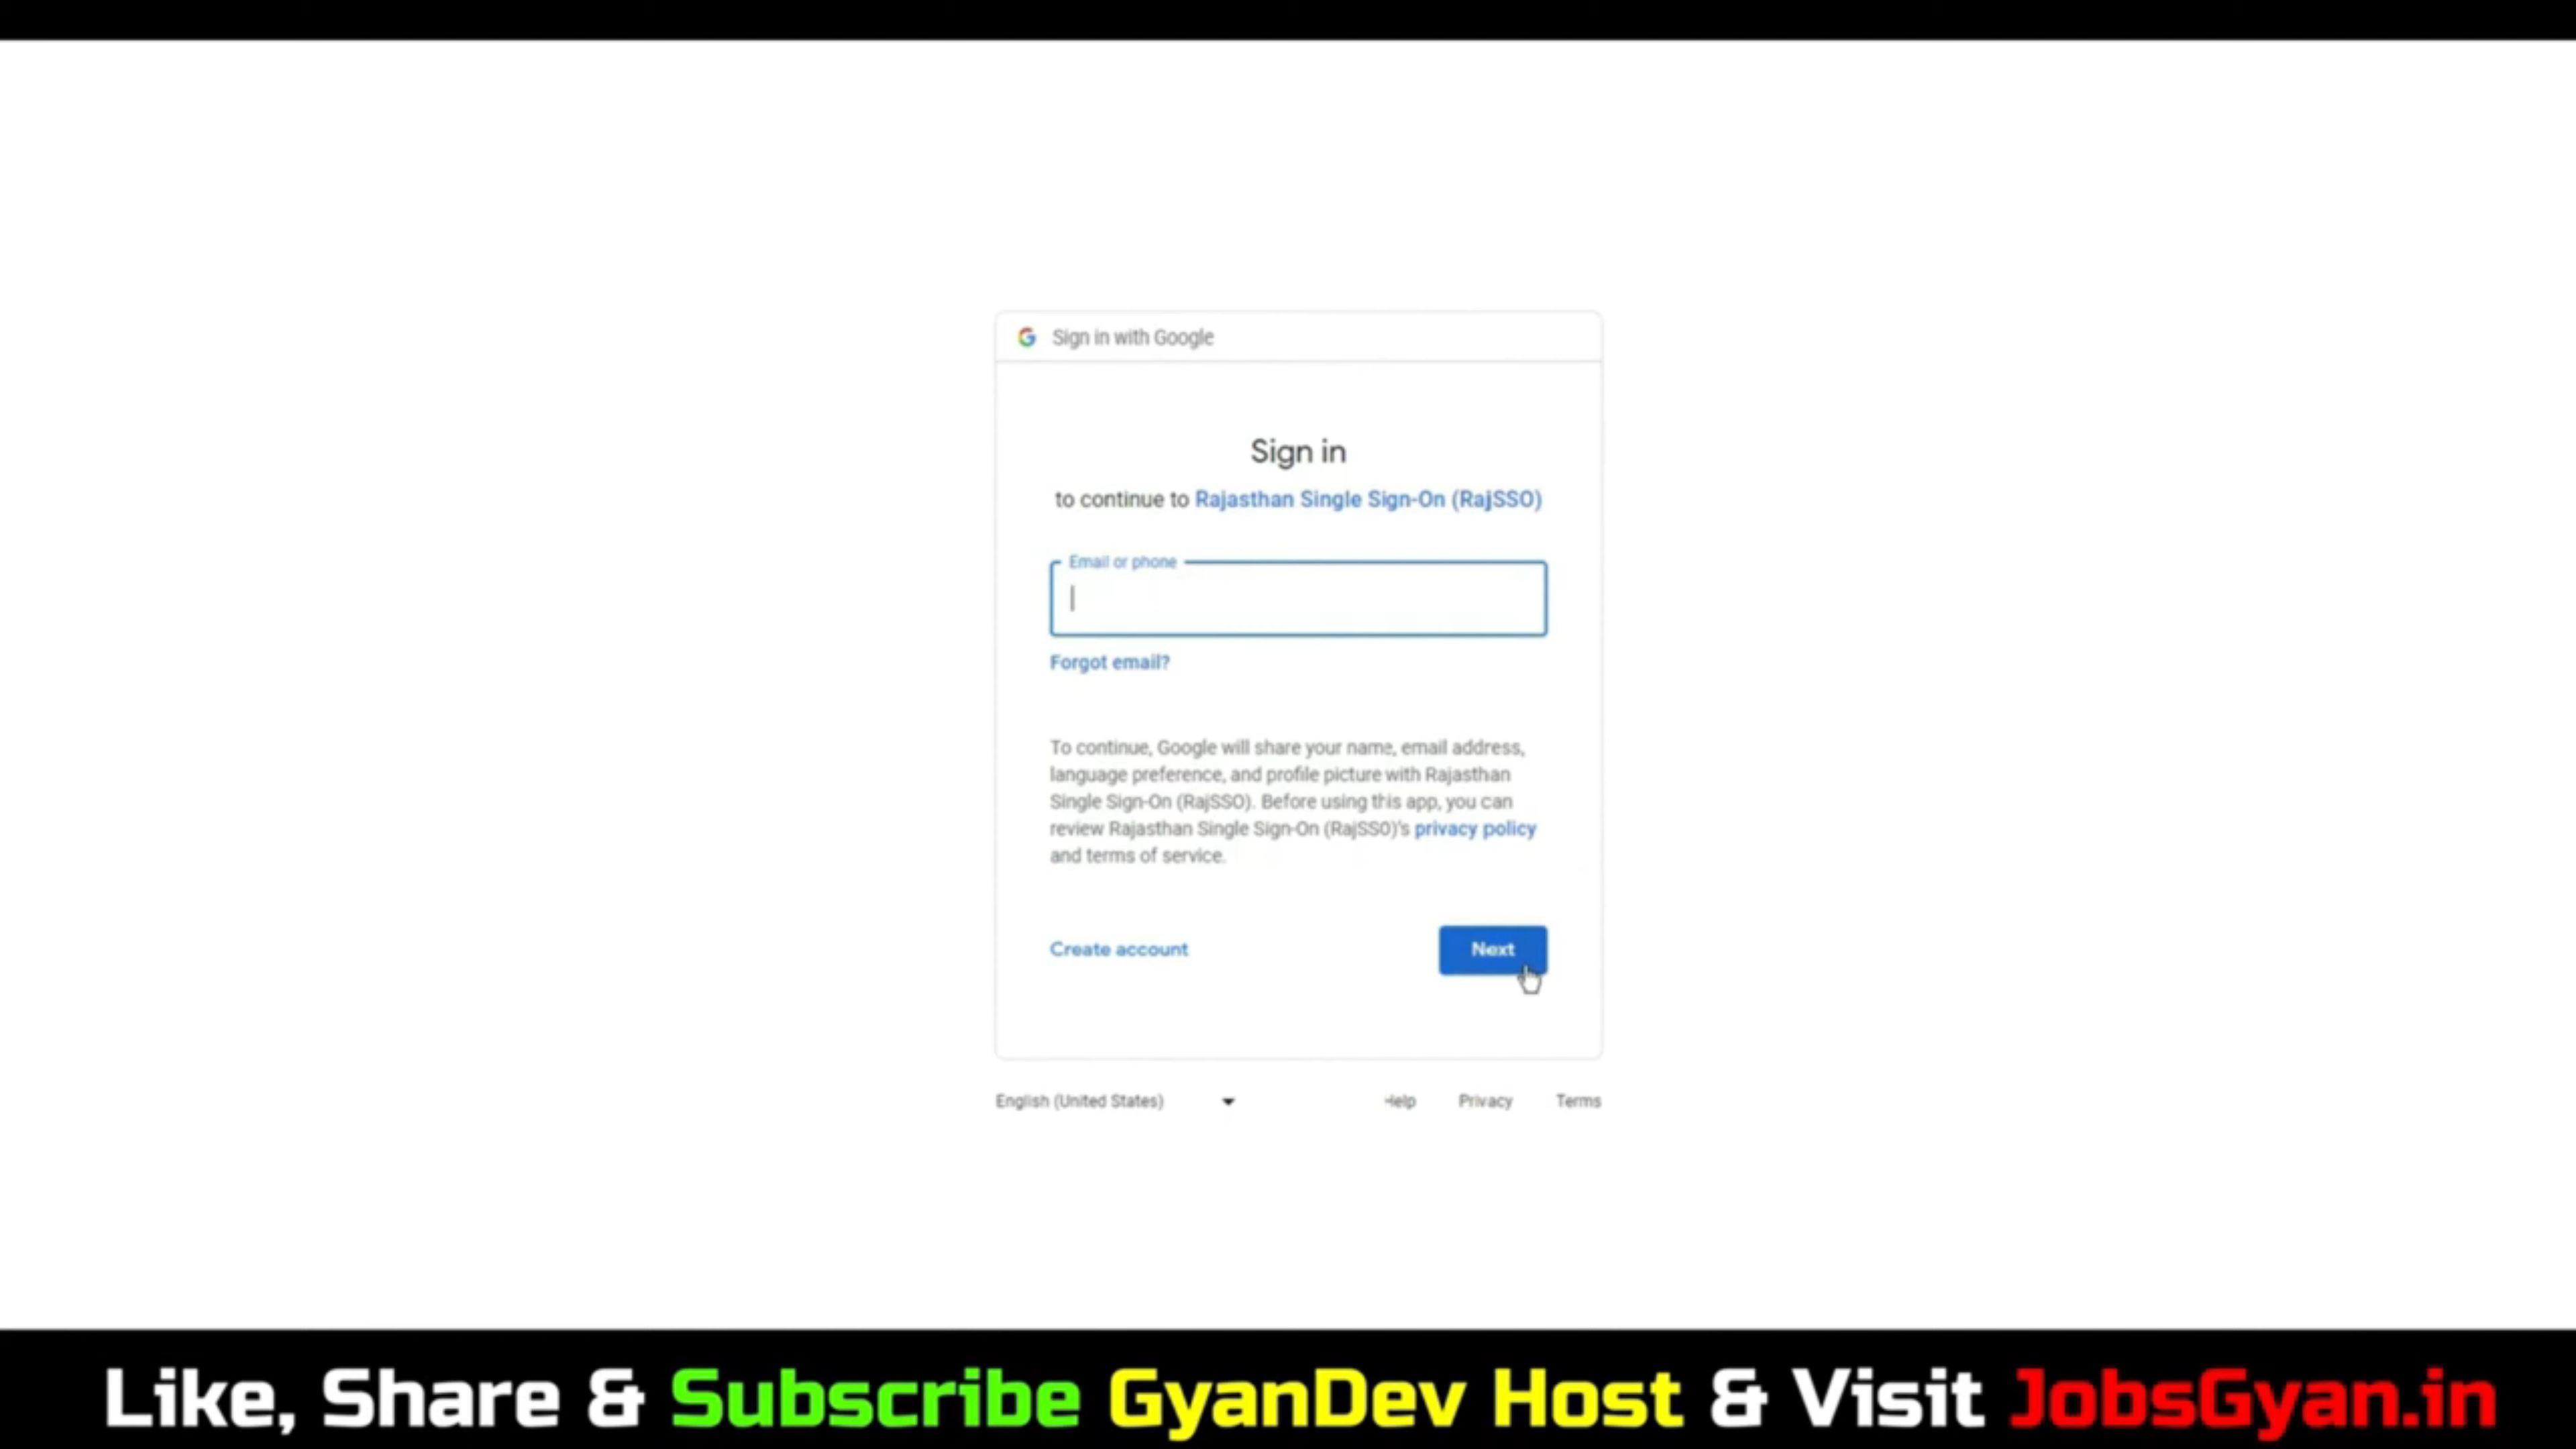 Sign in with Google
Sign in
to continue to Rajasthan Single Sign-On (RajSSO)
Email or phone
Forgot email?
To continue, Google will share your name, email address,
language preference, and profile picture with Rajasthan
Single Sign-On (RajSSO). Before using this app, you can
review Rajasthan Single Sign-On (RajSSO)'s privacy policy
and terms of service.
Create account Next
English (United States) Help Privacy Terms
Like, Share & Subscribe GyanDev Host & Visit JobsGyan.in